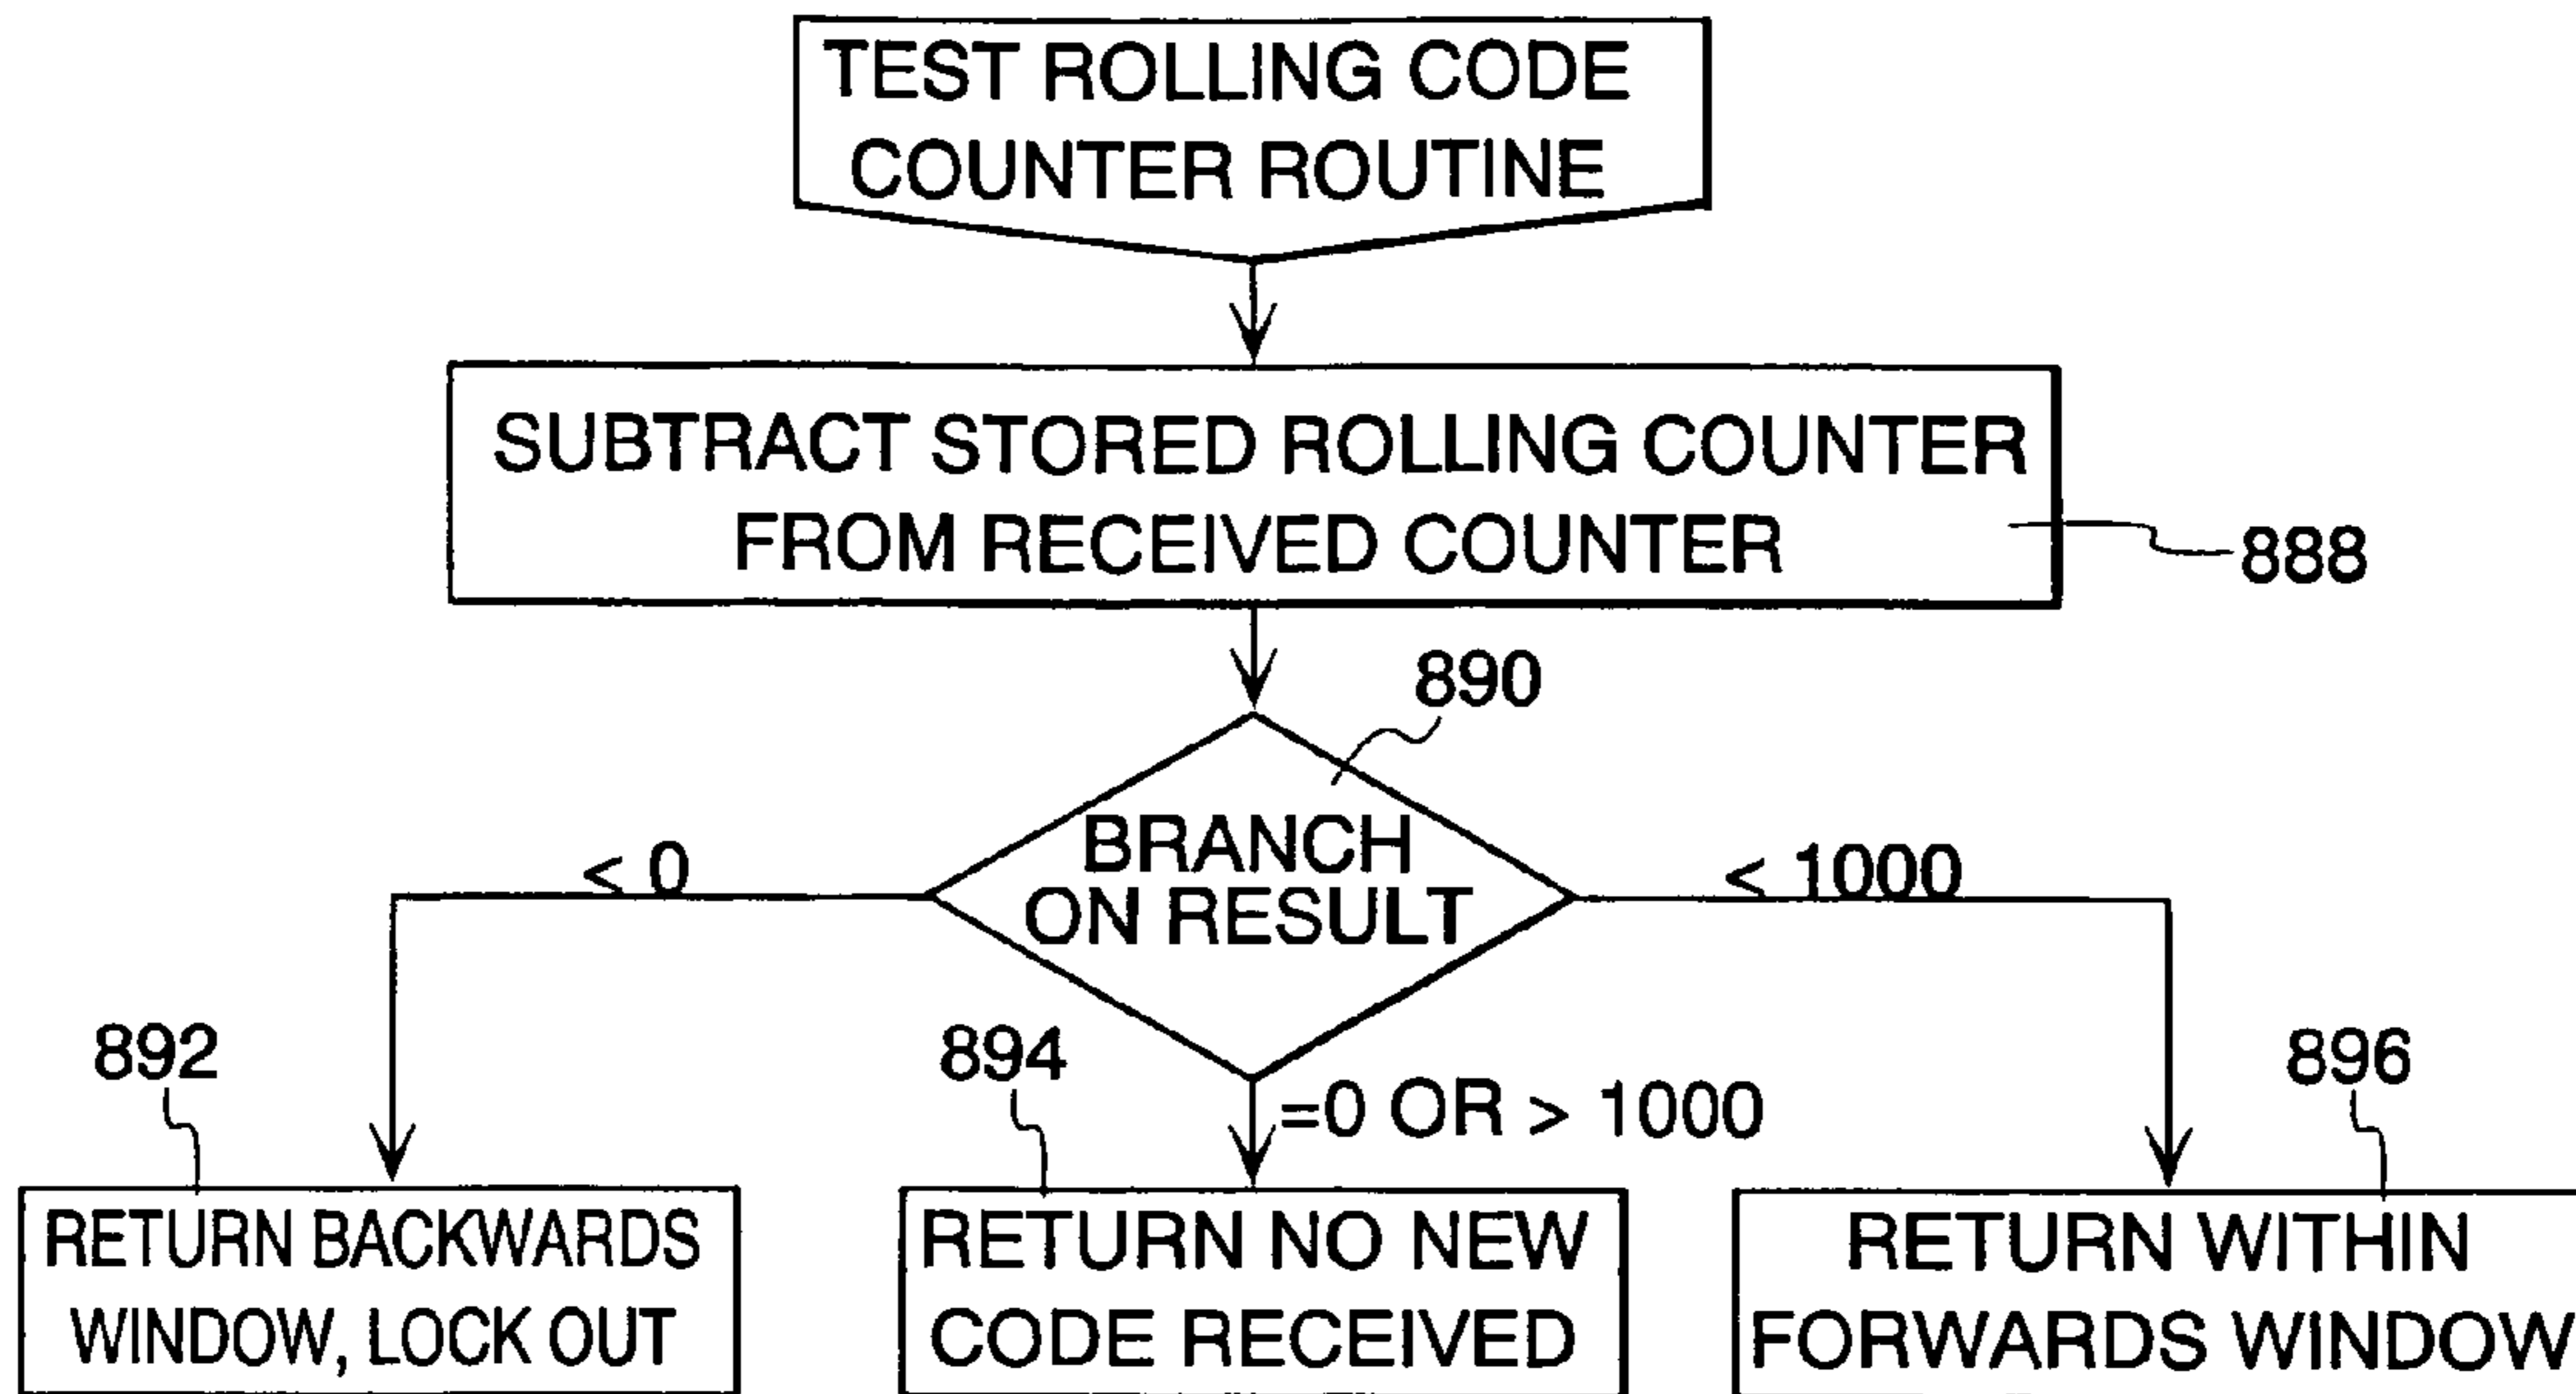 TEST ROLLING CODE
COUNTER ROUTINE
SUBTRACT STORED ROLLING COUNTER
FROM RECEIVED COUNTER
888
890
BRANCH
ON RESULT
< 0
< 1000
=0 OR > 1000
892
894
896
RETURN BACKWARDS
WINDOW, LOCK OUT
RETURN NO NEW
CODE RECEIVED
RETURN WITHIN
FORWARDS WINDOW